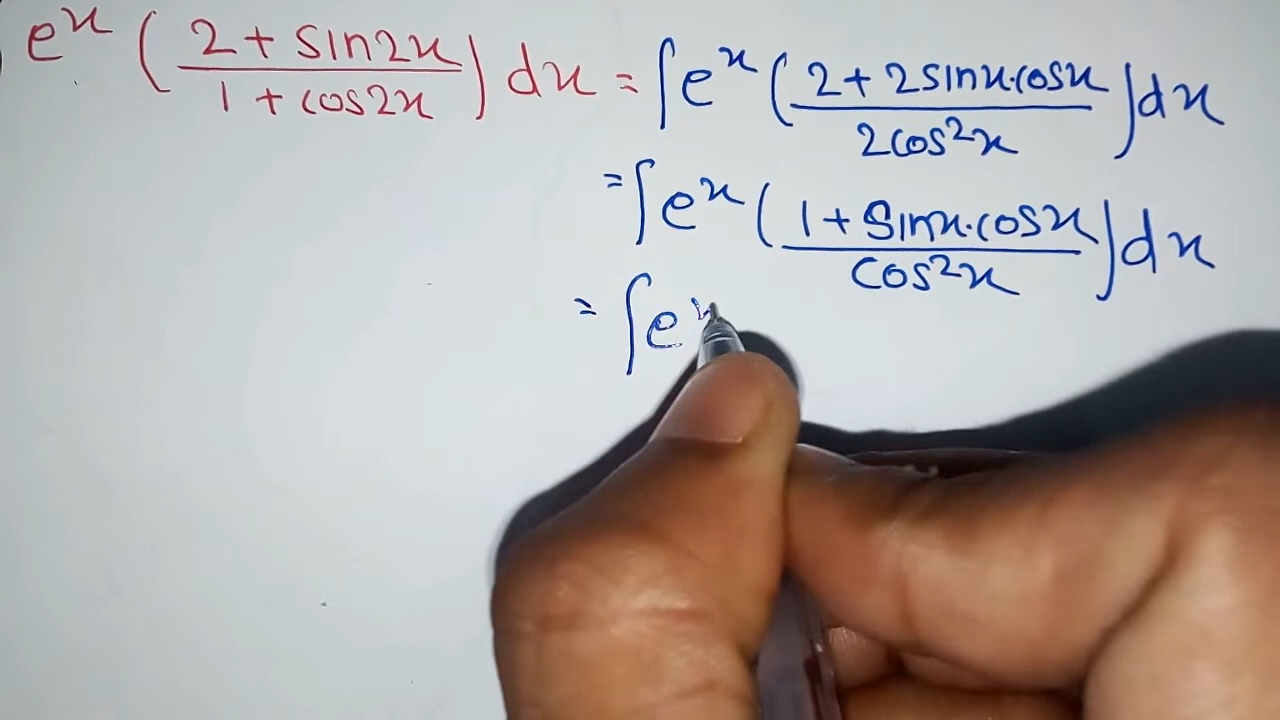 e^x ( (2 + sin2x)/(1 + cos2x) ) dx = ∫e^x ( (2+2sinx·cosx)/(2cos²x) )dx
= ∫e^x ( (1+Sinx·cosx)/(cos²x) )dx
= ∫e^x